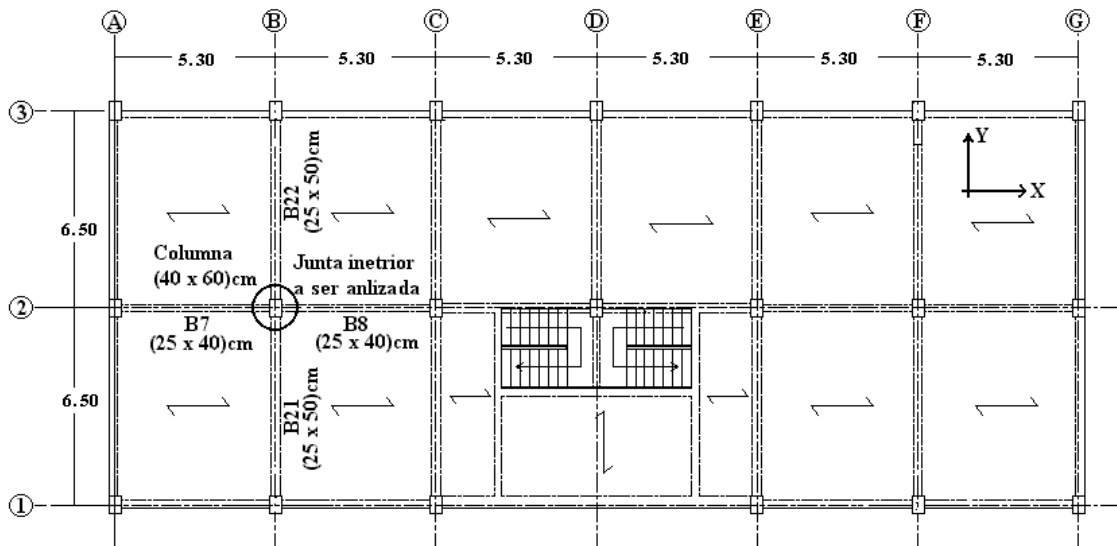 A B C D E F G
5.30 5.30 5.30 5.30 5.30 5.30
3
Y
X
B22
(25 x 50)cm
6.50
Columna
(40 x 60)cm
Junta inetrior
a ser anlizada
2
B7
(25 x 40)cm
B8
(25 x 40)cm
B21
(25 x 50)cm
6.50
1